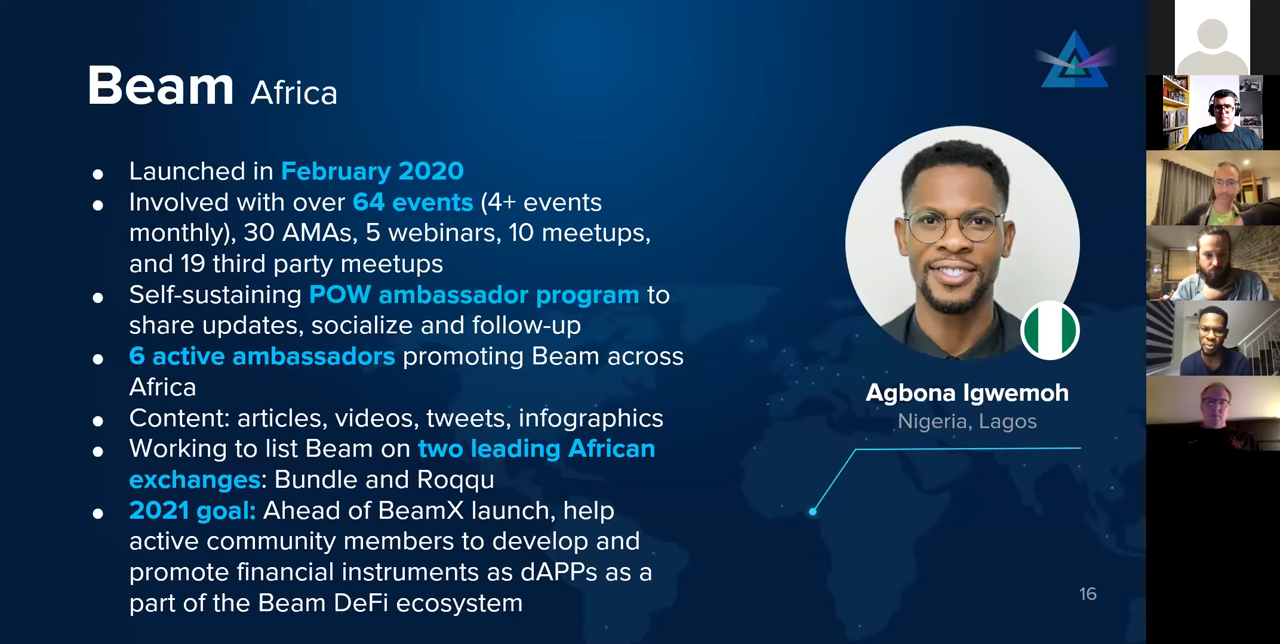 Beam Africa
● Launched in February 2020
● Involved with over 64 events (4+ events
monthly), 30 AMAs, 5 webinars, 10 meetups,
and 19 third party meetups
● Self-sustaining POW ambassador program to
share updates, socialize and follow-up
● 6 active ambassadors promoting Beam across
Africa
● Content: articles, videos, tweets, infographics
● Working to list Beam on two leading African
exchanges: Bundle and Roqqu
● 2021 goal: Ahead of BeamX launch, help
active community members to develop and
promote financial instruments as dAPPs as a
part of the Beam DeFi ecosystem
Agbona Igwemoh
Nigeria, Lagos
16